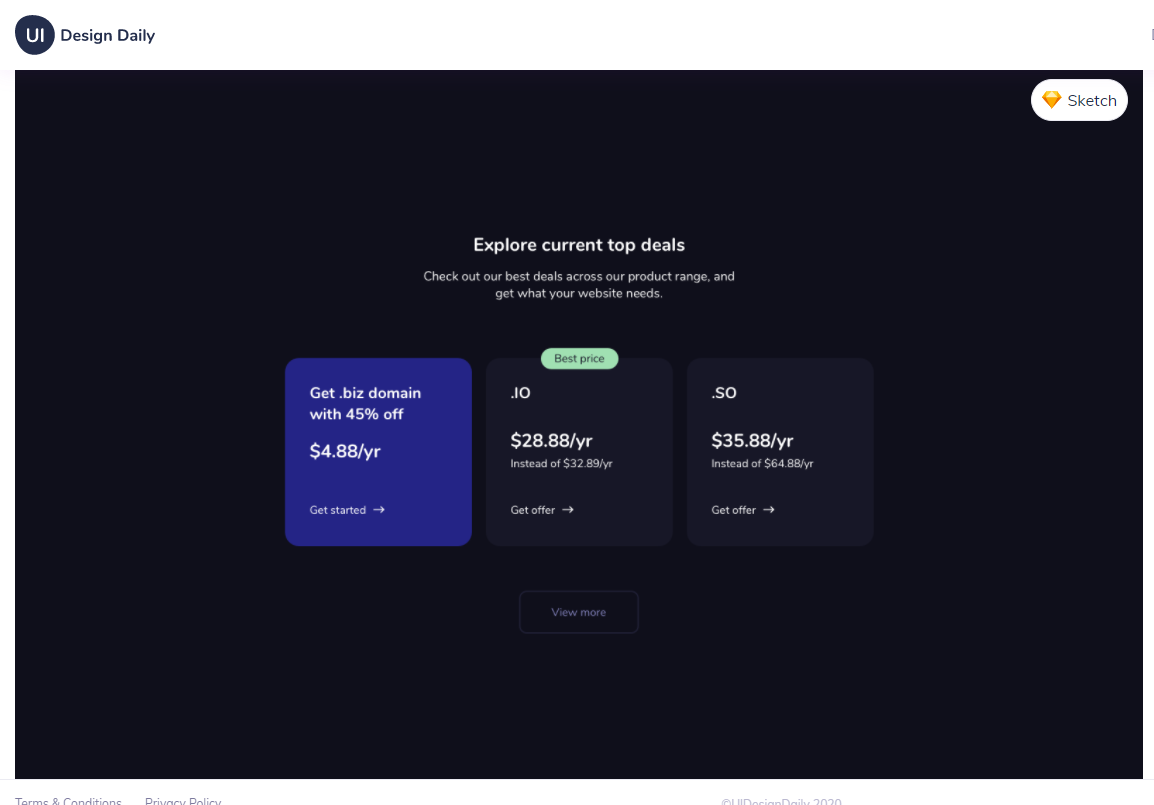 UI Design Daily
Sketch
Explore current top deals
Check out our best deals across our product range, and
get what your website needs.
Best price
Get .biz domain
with 45% off
$4.88/yr
Get started →
.IO
$28.88/yr
Instead of $32.89/yr
Get offer →
.SO
$35.88/yr
Instead of $64.88/yr
Get offer →
View more
Terms & Conditions
Privacy Policy
©UIDesignDaily 2020